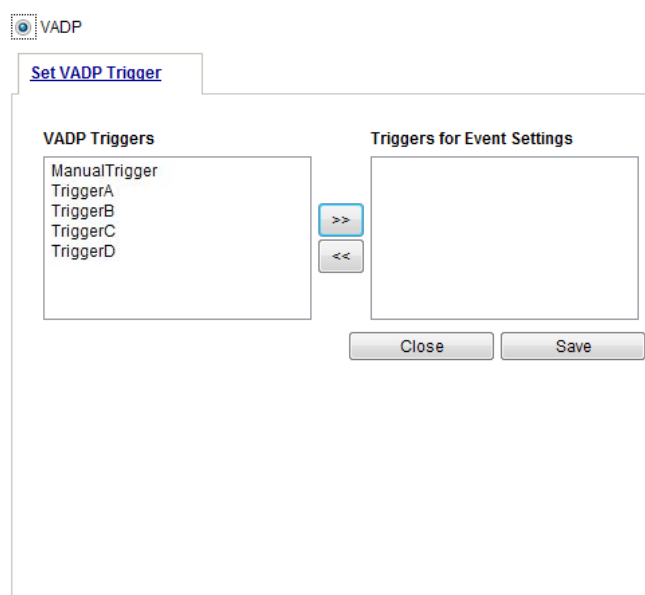 VADP
Set VADP Trigger
VADP Triggers
Triggers for Event Settings
ManualTrigger
TriggerA
TriggerB
TriggerC
TriggerD
>>
<<
Close
Save